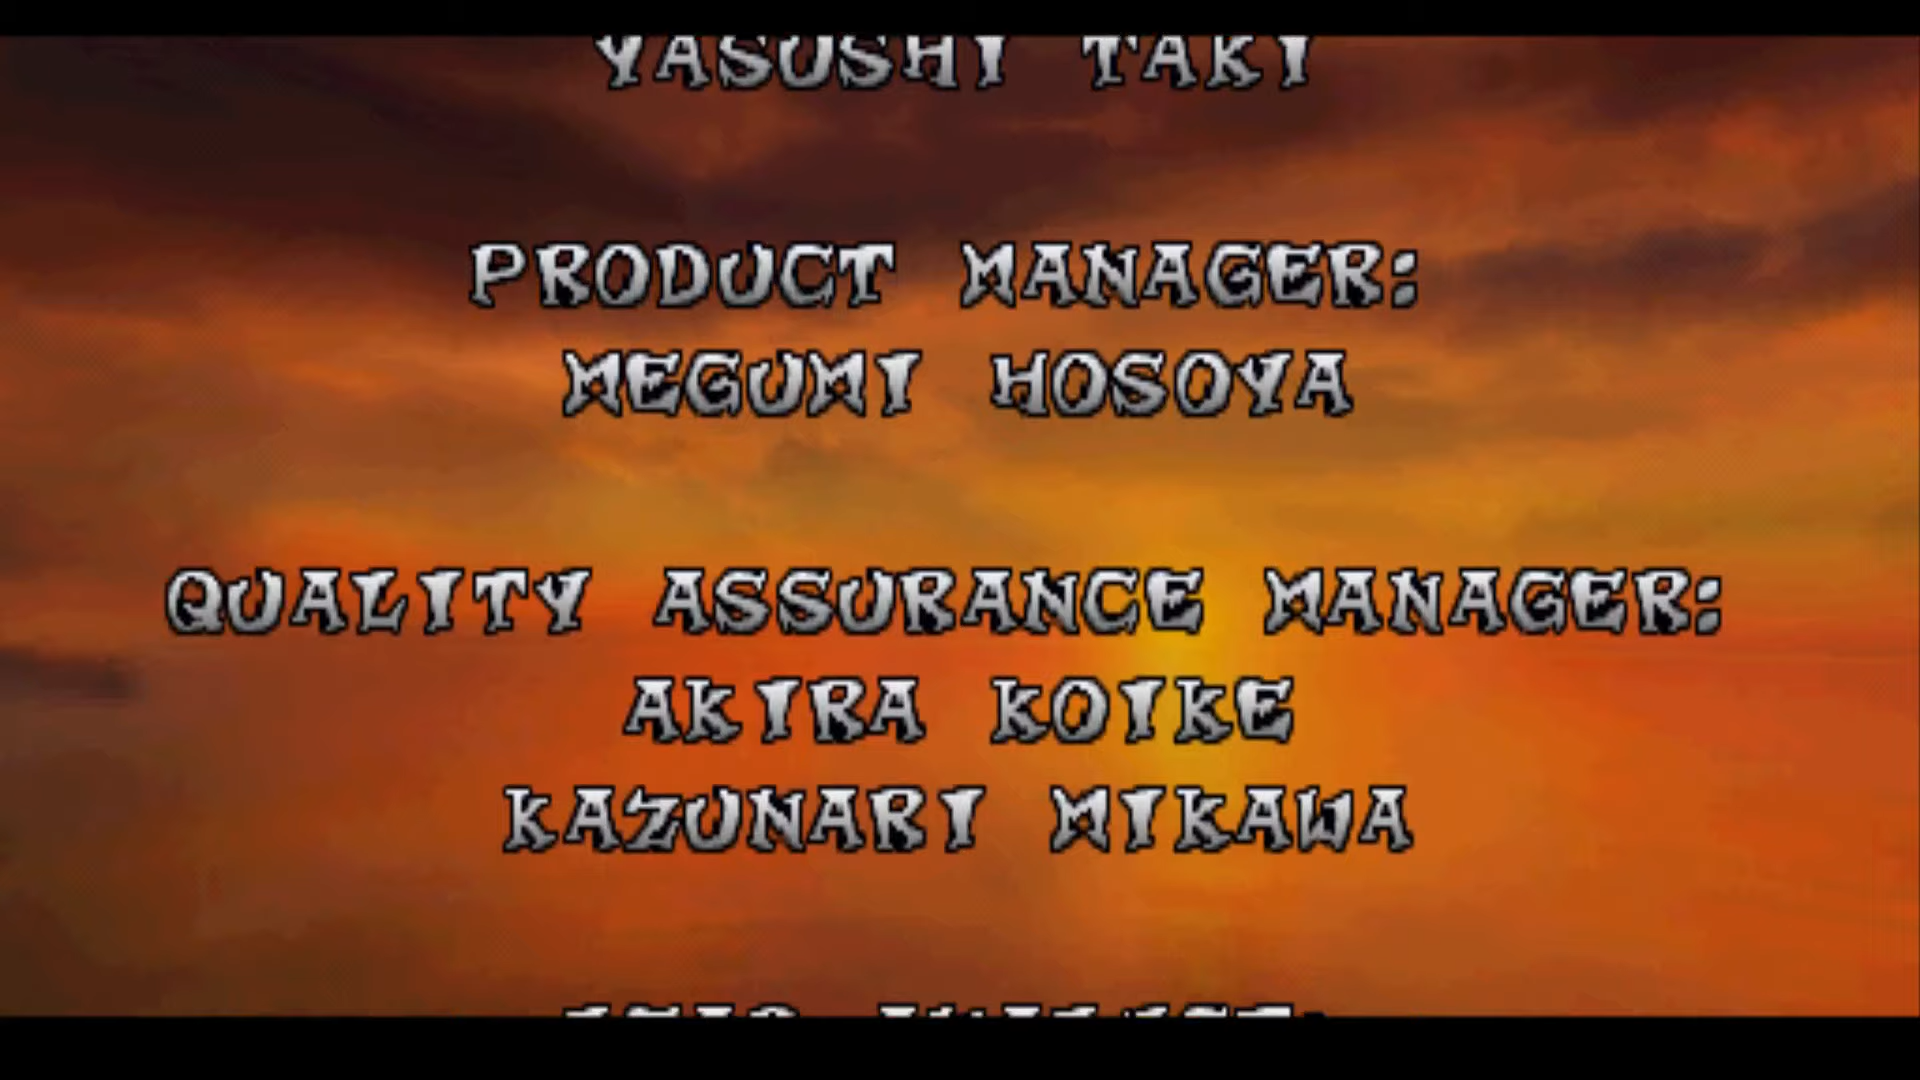 YASUSHI TAKI
PRODUCT MANAGER:
MEGUMI HOSOYA
QUALITY ASSURANCE MANAGER:
AKIRA KOIKE
KAZUNARI MIKAWA